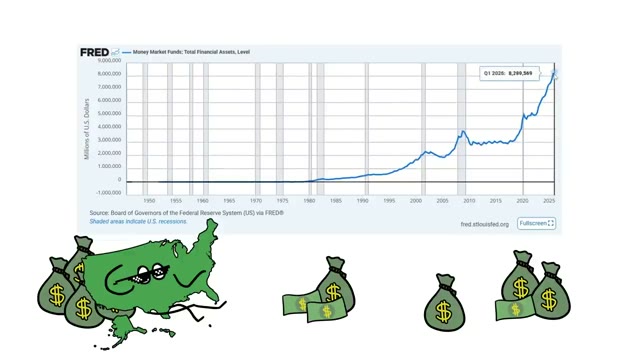 FRED — Money Market Funds: Total Financial Assets, Level
Q1 2026: 8,289,569
Millions of U.S. Dollars
9,000,000
8,000,000
7,000,000
6,000,000
5,000,000
4,000,000
3,000,000
2,000,000
1,000,000
0
-1,000,000
1950 1955 1960 1965 1970 1975 1980 1985 1990 1995 2000 2005 2010 2015 2020 2025
Source: Board of Governors of the Federal Reserve System (US) via FRED®
Shaded areas indicate U.S. recessions.
fred.stlouisfed.org
Fullscreen
$ $ $ $ $ $ $ $ $ $